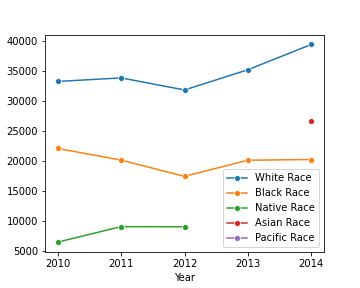 40000
35000
30000
25000
20000
15000
10000
5000
White Race
Black Race
Native Race
Asian Race
Pacific Race
2010 2011 2012 2013 2014
Year